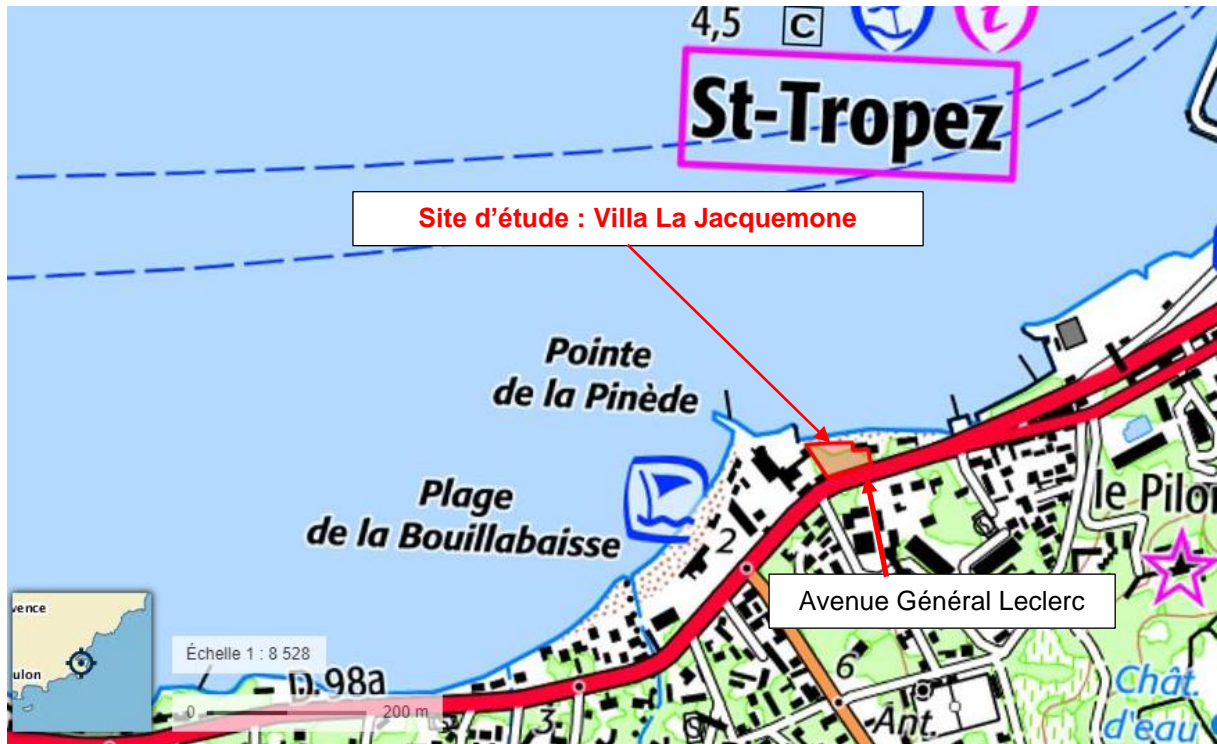 4,5 C
St-Tropez
Site d’étude : Villa La Jacquemone
Pointe
de la Pinède
Plage
de la Bouillabaisse
le Pilon
2
Avenue Général Leclerc
Échelle 1 : 8 528
D.98a
0 200 m
3
6
Ant.
Chât.
d'eau
vence
ulon